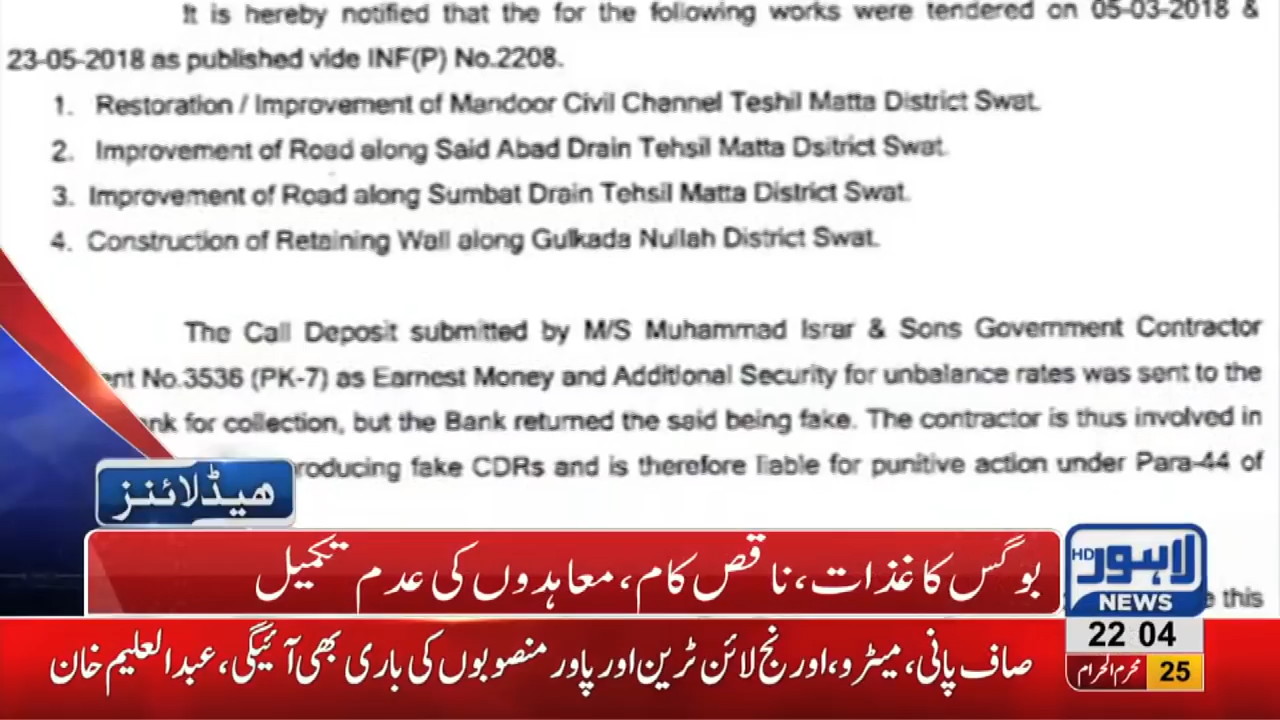 It is hereby notified that the for the following works were tendered on 05-03-2018 &
23-05-2018 as published vide INF(P) No.2208.
1. Restoration / Improvement of Mandoor Civil Channel Teshil Matta District Swat.
2. Improvement of Road along Said Abad Drain Tehsil Matta Dsitrict Swat.
3. Improvement of Road along Sumbat Drain Tehsil Matta District Swat.
4. Construction of Retaining Wall along Gulkada Nullah District Swat.
The Call Deposit submitted by M/S Muhammad Israr & Sons Government Contractor
No.3536 (PK-7) as Earnest Money and Additional Security for unbalance rates was sent to the
for collection, but the Bank returned the said being fake. The contractor is thus involved in
fake CDRs and is therefore liable for punitive action under Para-44 of
this
ھیڈلائنز
بوگس کاغذات، ناقص کام، معاہدوں کی عدم تکمیل
HD لاہور
NEWS
22 04
25 محرم الحرام
صاف پانی، میٹرو، اورنج لائن ٹرین اور پاور منصوبوں کی باری بھی آئیگی، عبدالعلیم خان